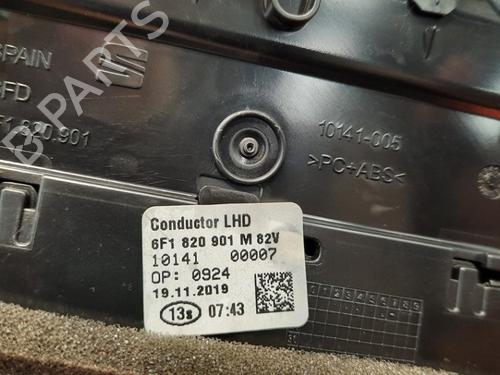 SPAIN
FD
F1 820.901
10141-005
>PC+ABS<
Conductor LHD
6F1 820 901 M 82V
10141 00007
OP: 0924
19.11.2019
13s 07:43
B-PARTS